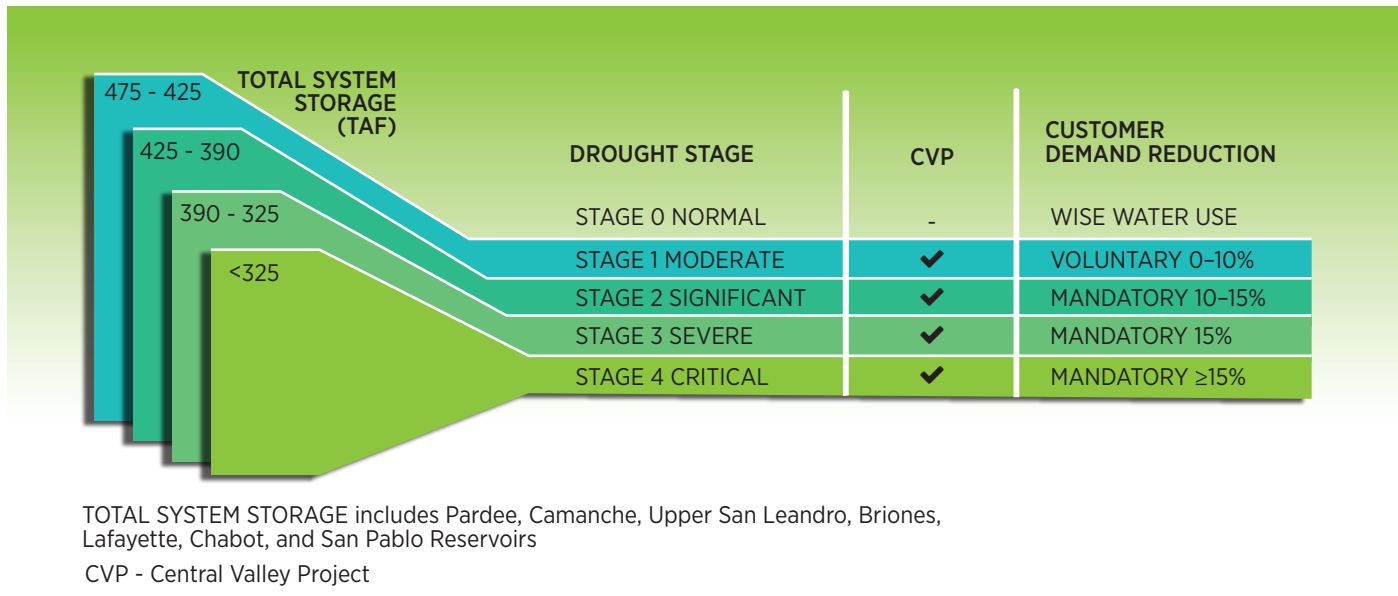 475 - 425
TOTAL SYSTEM
STORAGE
(TAF)
425 - 390
390 - 325
<325
DROUGHT STAGE
CVP
CUSTOMER
DEMAND REDUCTION
STAGE 0 NORMAL
-
WISE WATER USE
STAGE 1 MODERATE
✔
VOLUNTARY 0–10%
STAGE 2 SIGNIFICANT
✔
MANDATORY 10–15%
STAGE 3 SEVERE
✔
MANDATORY 15%
STAGE 4 CRITICAL
✔
MANDATORY ≥15%
TOTAL SYSTEM STORAGE includes Pardee, Camanche, Upper San Leandro, Briones,
Lafayette, Chabot, and San Pablo Reservoirs
CVP - Central Valley Project